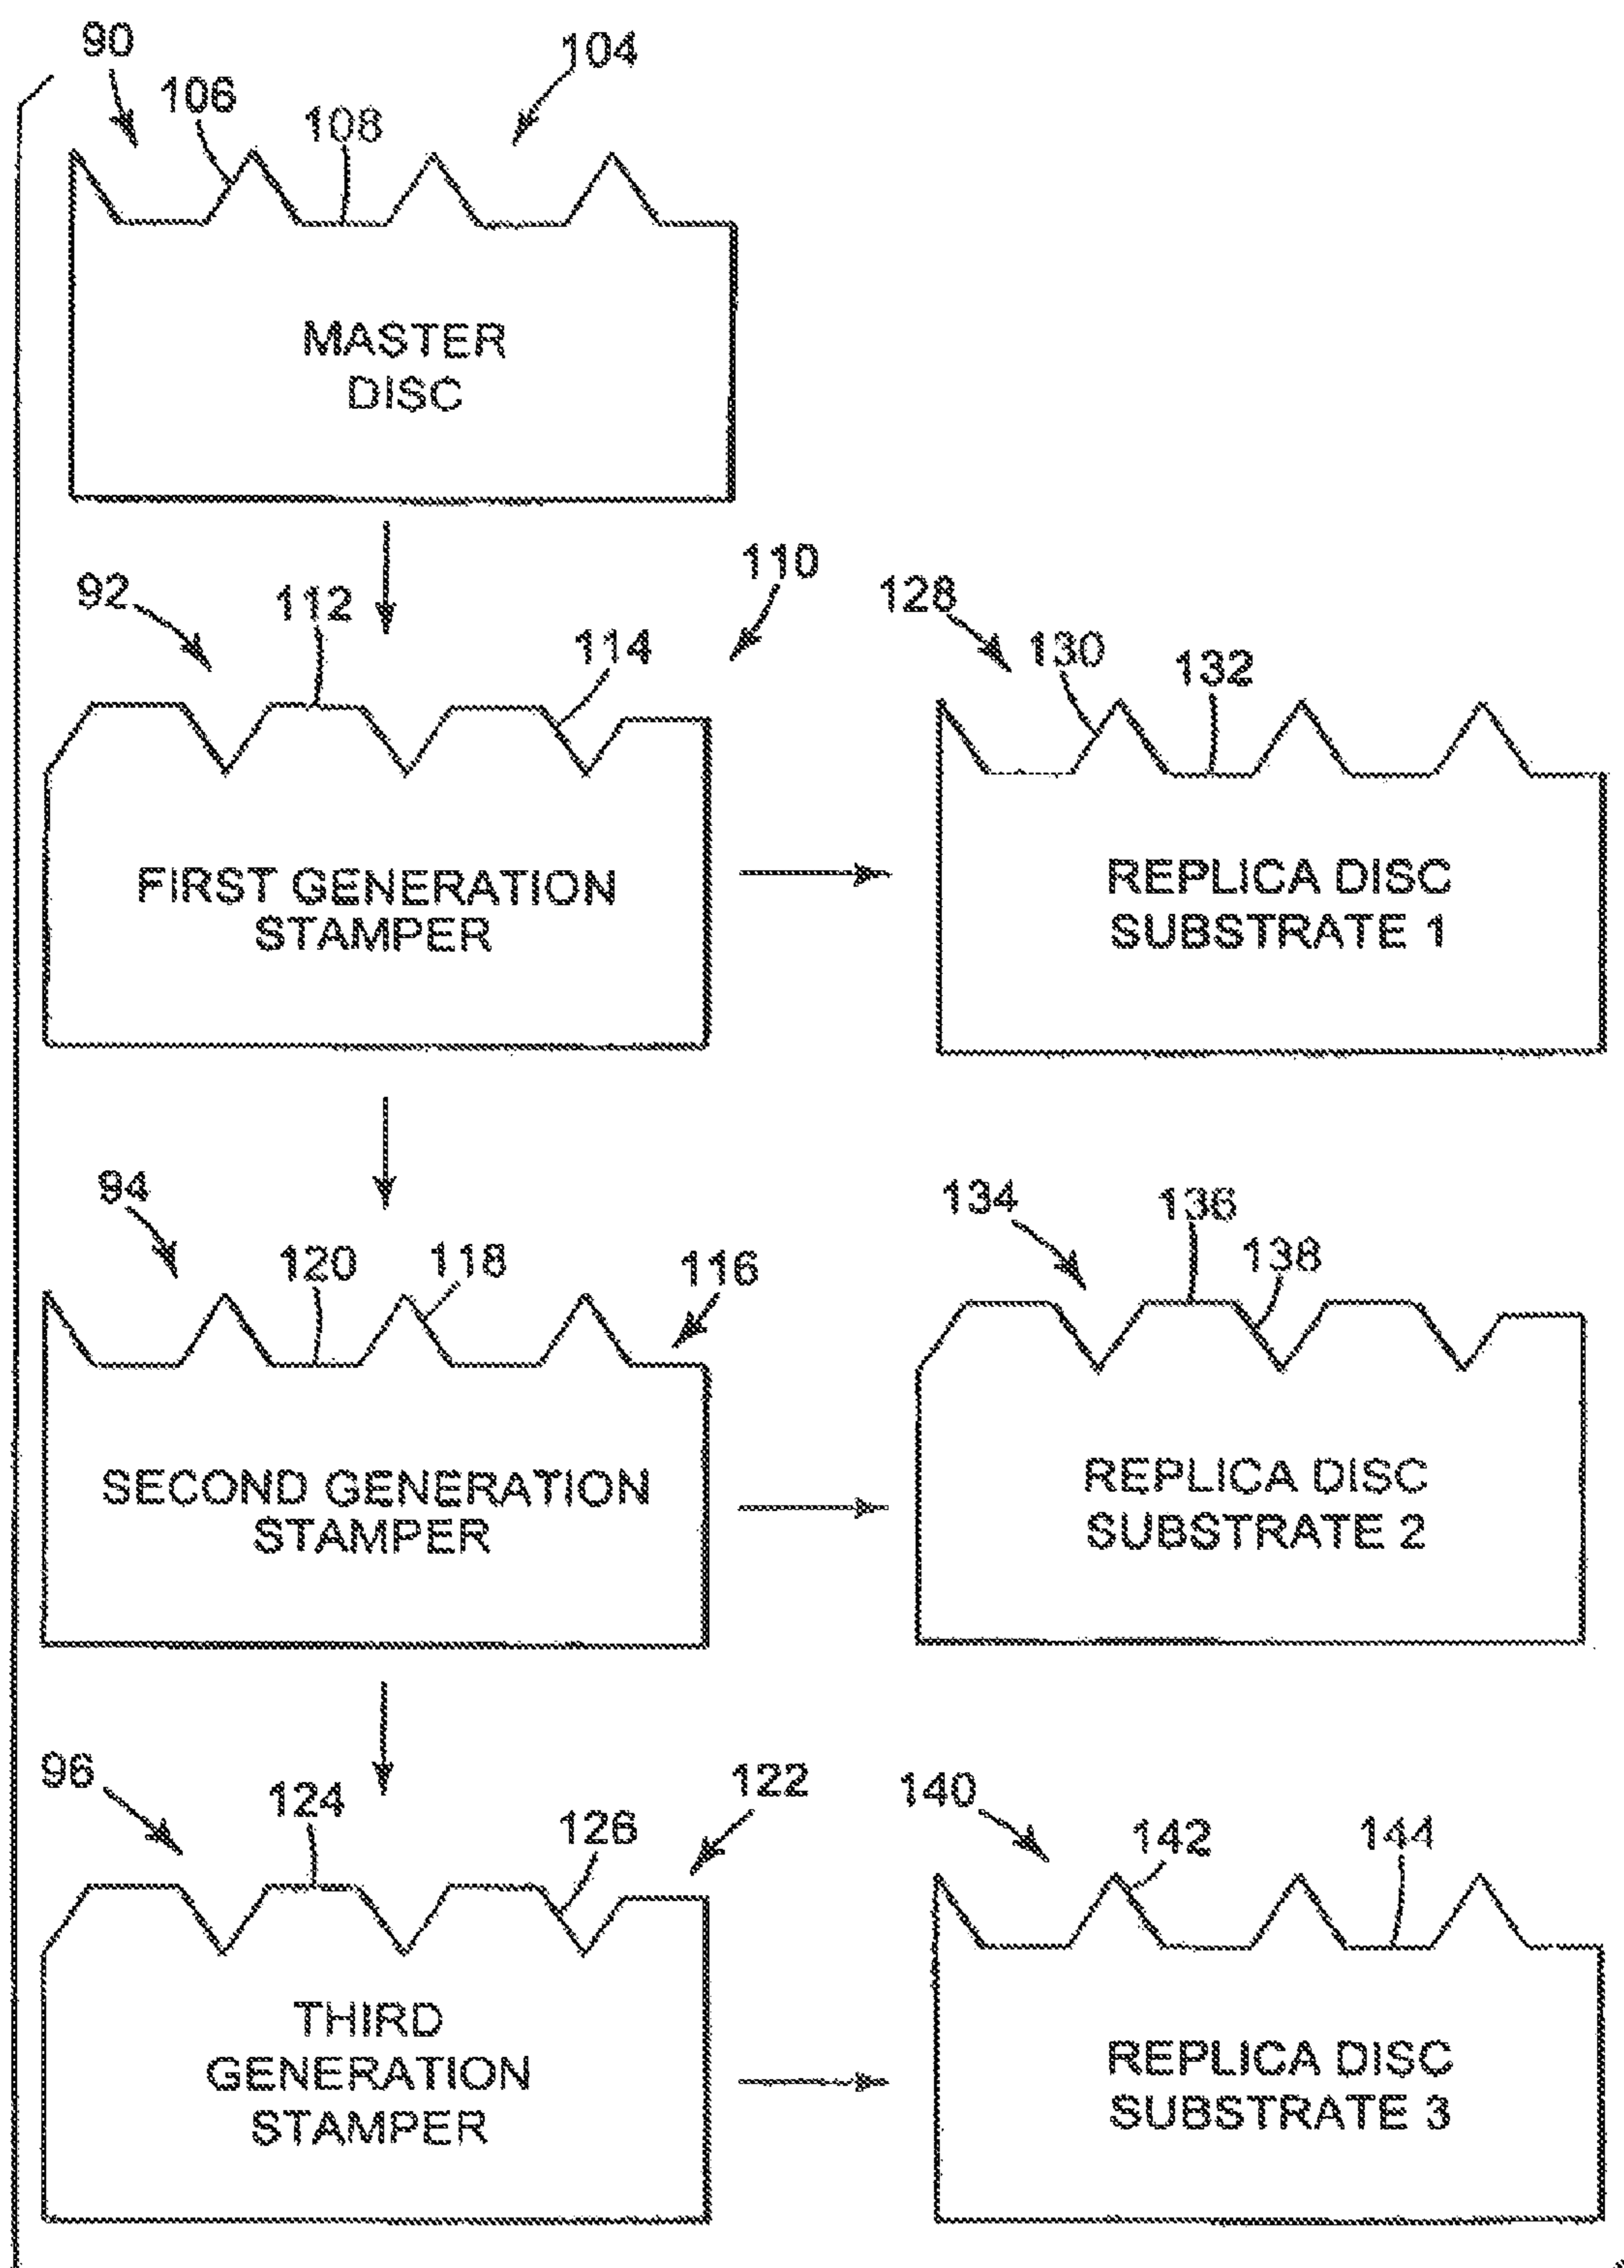 90
104
106
108
MASTER
DISC
92
112
110
114
128
130
132
FIRST GENERATION
STAMPER
REPLICA DISC
SUBSTRATE 1
94
120
118
116
134
136
138
SECOND GENERATION
STAMPER
REPLICA DISC
SUBSTRATE 2
96
124
126
122
140
142
144
THIRD
GENERATION
STAMPER
REPLICA DISC
SUBSTRATE 3